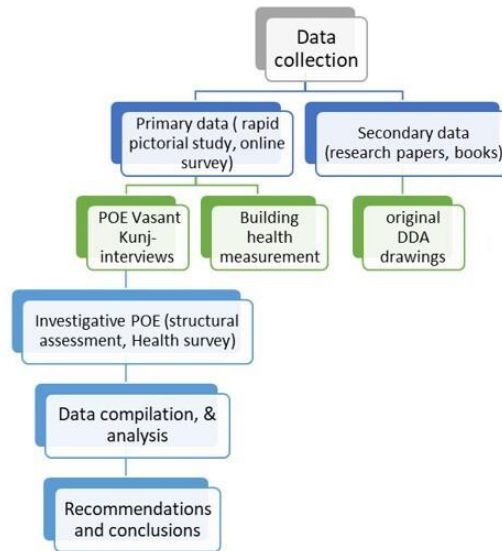 Data
collection
Primary data ( rapid
pictorial study, online
survey)
Secondary data
(research papers, books)
POE Vasant
Kunj-
interviews
Building
health
measurement
original
DDA
drawings
Investigative POE (structural
assessment, Health survey)
Data compilation, &
analysis
Recommendations
and conclusions